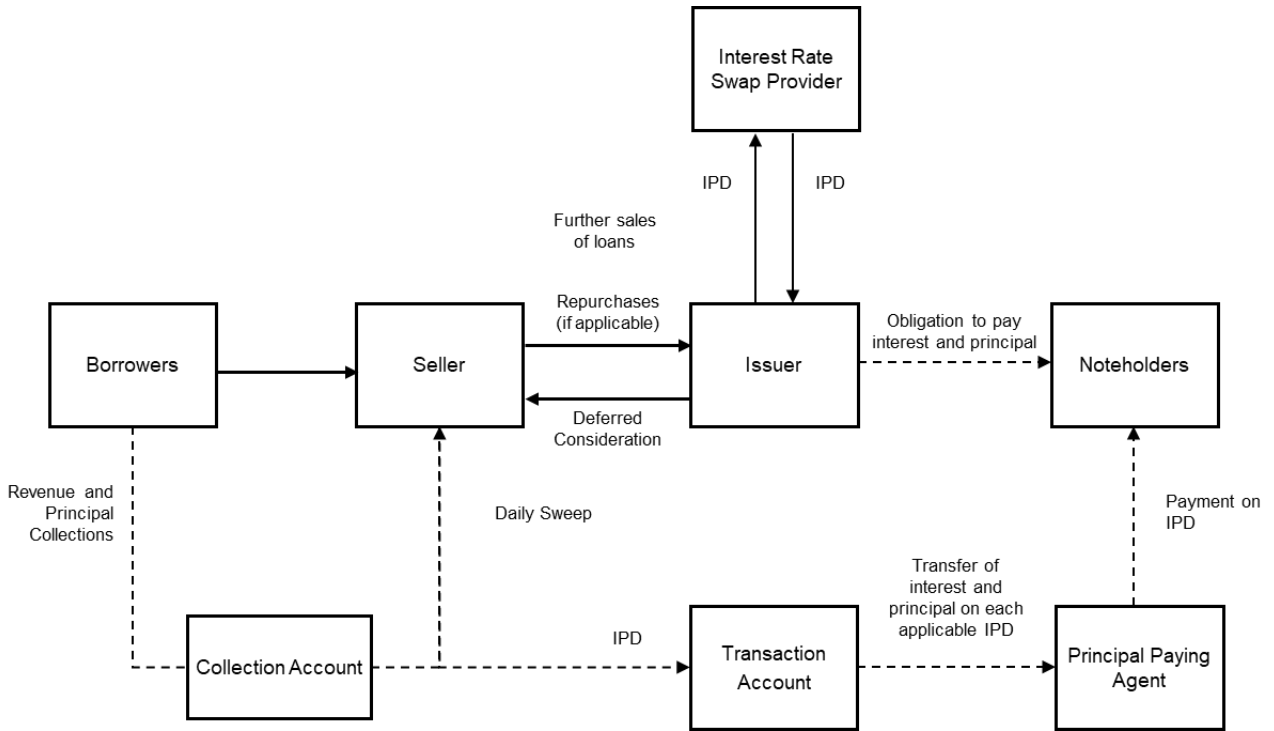 Interest Rate
Swap Provider
IPD
IPD
Further sales
of loans
Repurchases
(if applicable)
Obligation to pay
interest and principal
Borrowers
Seller
Issuer
Noteholders
Deferred
Consideration
Revenue and
Principal
Collections
Daily Sweep
Payment on
IPD
Transfer of
interest and
principal on each
applicable IPD
IPD
Collection Account
Transaction
Account
Principal Paying
Agent